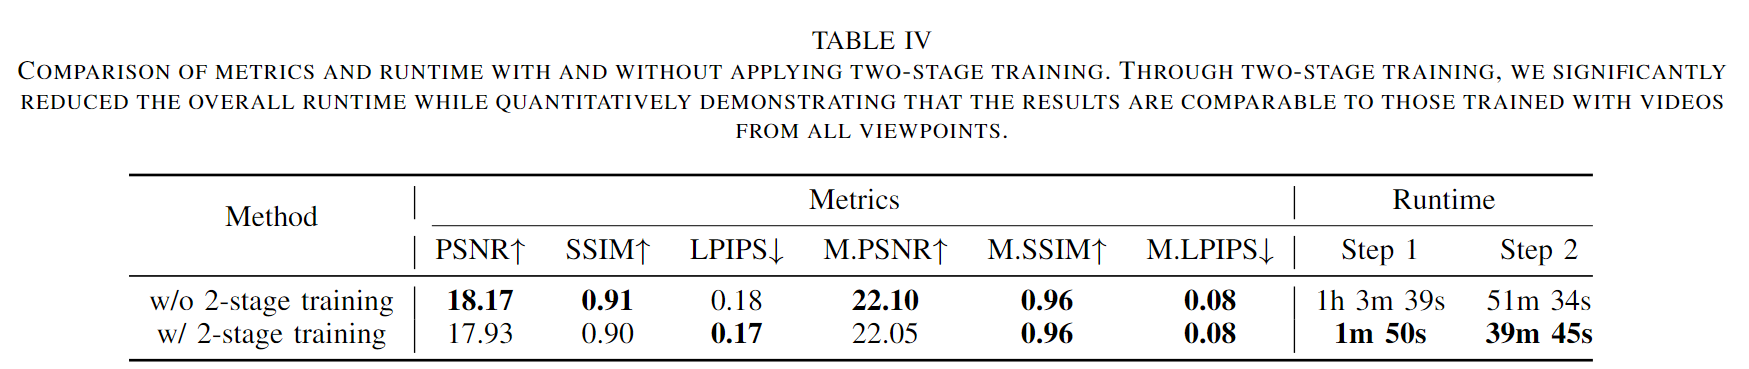 TABLE IV
COMPARISON OF METRICS AND RUNTIME WITH AND WITHOUT APPLYING TWO-STAGE TRAINING. THROUGH TWO-STAGE TRAINING, WE SIGNIFICANTLY
REDUCED THE OVERALL RUNTIME WHILE QUANTITATIVELY DEMONSTRATING THAT THE RESULTS ARE COMPARABLE TO THOSE TRAINED WITH VIDEOS
FROM ALL VIEWPOINTS.
Method Metrics Runtime
PSNR↑ SSIM↑ LPIPS↓ M.PSNR↑ M.SSIM↑ M.LPIPS↓ Step 1 Step 2
w/o 2-stage training 18.17 0.91 0.18 22.10 0.96 0.08 1h 3m 39s 51m 34s
w/ 2-stage training 17.93 0.90 0.17 22.05 0.96 0.08 1m 50s 39m 45s